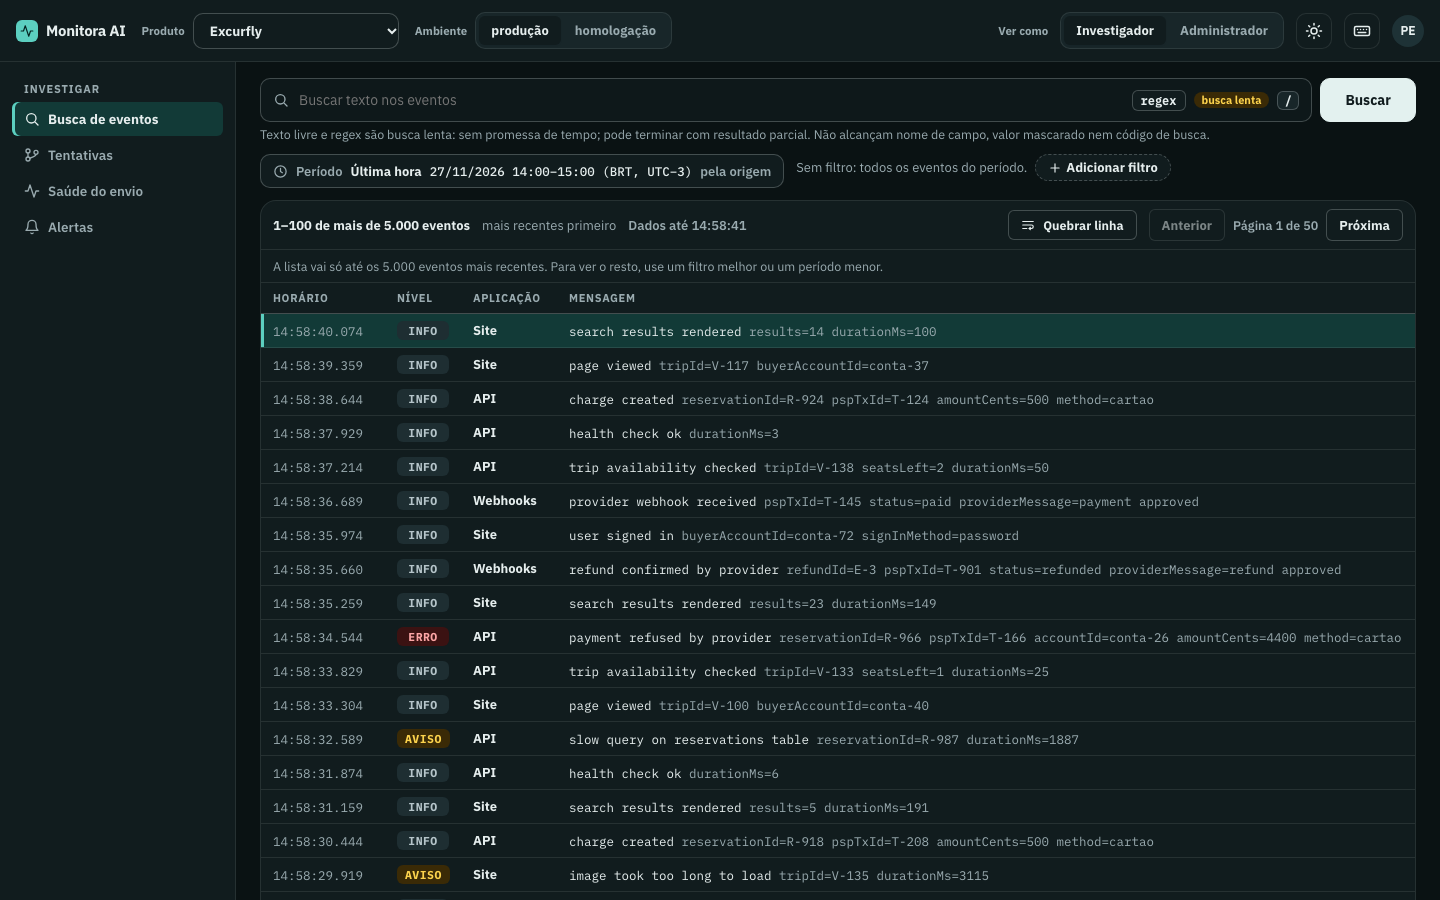 Monitora AI Produto Excurfly Ambiente produção homologação Ver como Investigador Administrador PE
INVESTIGAR
Busca de eventos
Tentativas
Saúde do envio
Alertas
Buscar texto nos eventos regex busca lenta / Buscar
Texto livre e regex são busca lenta: sem promessa de tempo; pode terminar com resultado parcial. Não alcançam nome de campo, valor mascarado nem código de busca.
Período Última hora 27/11/2026 14:00–15:00 (BRT, UTC−3) pela origem Sem filtro: todos os eventos do período. + Adicionar filtro
1–100 de mais de 5.000 eventos mais recentes primeiro Dados até 14:58:41 Quebrar linha Anterior Página 1 de 50 Próxima
A lista vai só até os 5.000 eventos mais recentes. Para ver o resto, use um filtro melhor ou um período menor.
HORÁRIO NÍVEL APLICAÇÃO MENSAGEM
14:58:40.074 INFO Site search results rendered results=14 durationMs=100
14:58:39.359 INFO Site page viewed tripId=V-117 buyerAccountId=conta-37
14:58:38.644 INFO API charge created reservationId=R-924 pspTxId=T-124 amountCents=500 method=cartao
14:58:37.929 INFO API health check ok durationMs=3
14:58:37.214 INFO API trip availability checked tripId=V-138 seatsLeft=2 durationMs=50
14:58:36.689 INFO Webhooks provider webhook received pspTxId=T-145 status=paid providerMessage=payment approved
14:58:35.974 INFO Site user signed in buyerAccountId=conta-72 signInMethod=password
14:58:35.660 INFO Webhooks refund confirmed by provider refundId=E-3 pspTxId=T-901 status=refunded providerMessage=refund approved
14:58:35.259 INFO Site search results rendered results=23 durationMs=149
14:58:34.544 ERRO API payment refused by provider reservationId=R-966 pspTxId=T-166 accountId=conta-26 amountCents=4400 method=cartao
14:58:33.829 INFO API trip availability checked tripId=V-133 seatsLeft=1 durationMs=25
14:58:33.304 INFO Site page viewed tripId=V-100 buyerAccountId=conta-40
14:58:32.589 AVISO API slow query on reservations table reservationId=R-987 durationMs=1887
14:58:31.874 INFO API health check ok durationMs=6
14:58:31.159 INFO Site search results rendered results=5 durationMs=191
14:58:30.444 INFO API charge created reservationId=R-918 pspTxId=T-208 amountCents=500 method=cartao
14:58:29.919 AVISO Site image took too long to load tripId=V-135 durationMs=3115